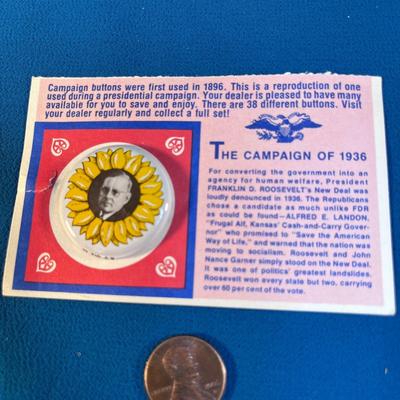 Campaign buttons were first used in 1896. This is a reproduction of one
used during a presidential campaign. Your dealer is pleased to have many
available for you to save and enjoy. There are 38 different buttons. Visit
your dealer regularly and collect a full set!
THE CAMPAIGN OF 1936
For converting the government into an
agency for human welfare, President
FRANKLIN D. ROOSEVELT'S New Deal was
loudly denounced in 1936. The Republicans
chose a candidate as much unlike FDR
as could be found—ALFRED E. LANDON,
"Frugal Alf, Kansas' Cash-and-Carry Gover-
nor" who promised to "Save the American
Way of Life," and warned that the nation was
moving to socialism. Roosevelt and John
Nance Garner simply stood on the New Deal.
It was one of politics' greatest landslides.
Roosevelt won every state but two, carrying
over 60 per cent of the vote.